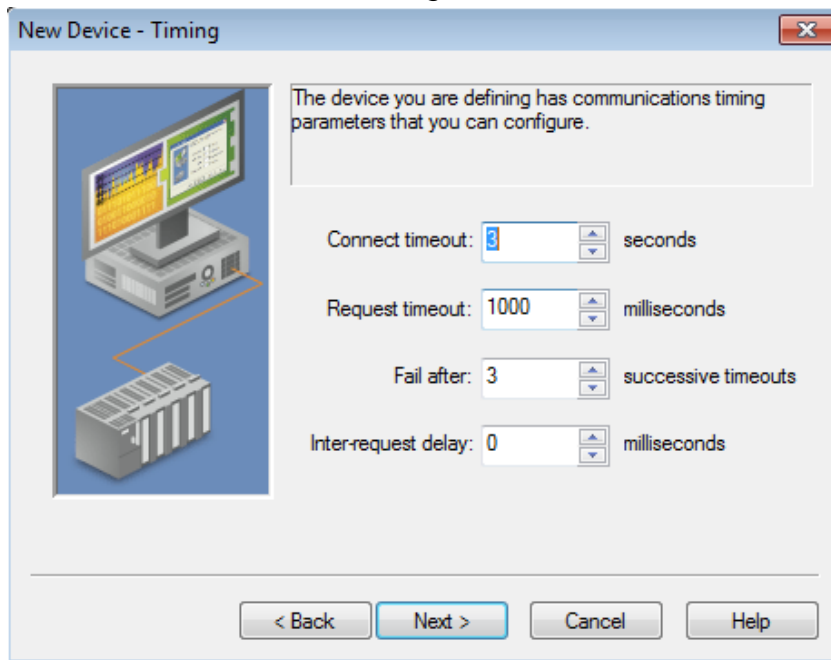 New Device - Timing
The device you are defining has communications timing
parameters that you can configure.
Connect timeout: 3 seconds
Request timeout: 1000 milliseconds
Fail after: 3 successive timeouts
Inter-request delay: 0 milliseconds
< Back Next > Cancel Help